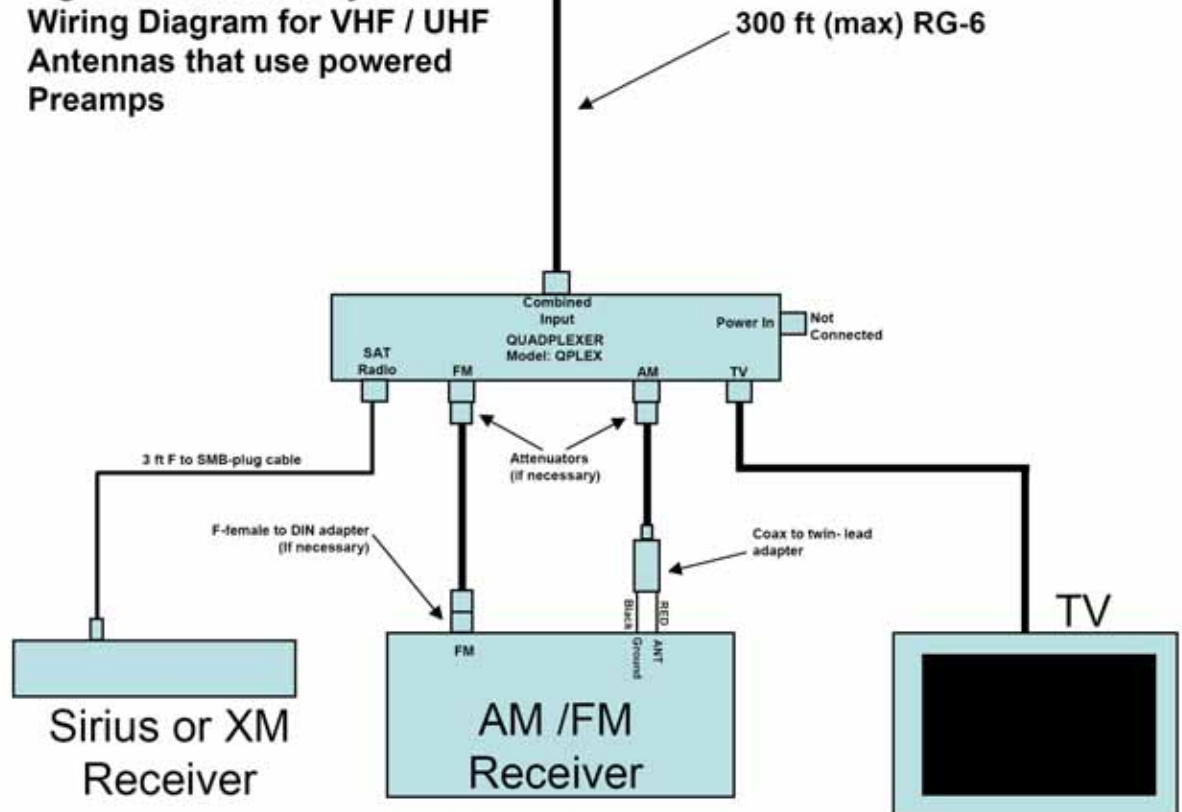 Wiring Diagram for VHF / UHF
Antennas that use powered
Preamps
300 ft (max) RG-6
Combined
Input
QUADPLEXER
Model: QPLEX
Power In
Not
Connected
SAT
Radio
FM
AM
TV
3 ft F to SMB-plug cable
Attenuators
(if necessary)
F-female to DIN adapter
(If necessary)
Coax to twin- lead
adapter
Black
RED
Ground
ANT
FM
TV
Sirius or XM
Receiver
AM /FM
Receiver